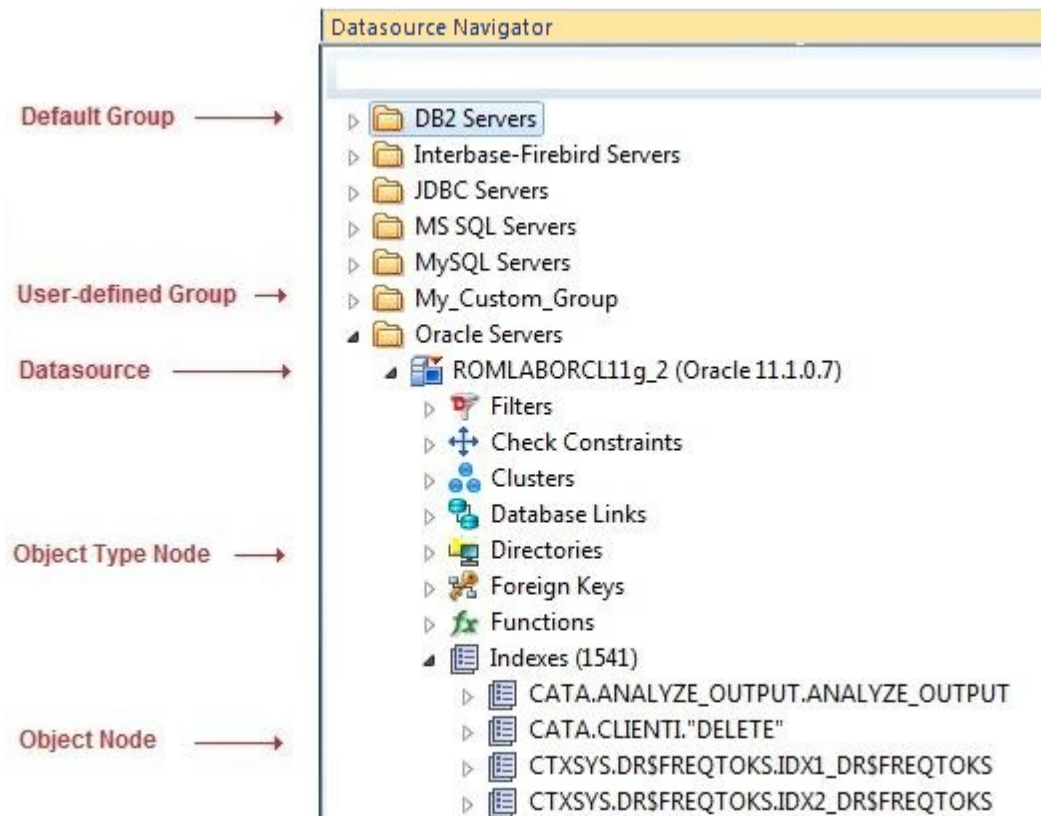 Datasource Navigator
Default Group
DB2 Servers
Interbase-Firebird Servers
JDBC Servers
MS SQL Servers
MySQL Servers
User-defined Group
My_Custom_Group
Oracle Servers
Datasource
ROMLABORCL11g_2 (Oracle 11.1.0.7)
Filters
Check Constraints
Clusters
Database Links
Object Type Node
Directories
Foreign Keys
fx Functions
Indexes (1541)
CATA.ANALYZE_OUTPUT.ANALYZE_OUTPUT
Object Node
CATA.CLIENTI."DELETE"
CTXSYS.DR$FREQTOKS.IDX1_DR$FREQTOKS
CTXSYS.DR$FREQTOKS.IDX2_DR$FREQTOKS